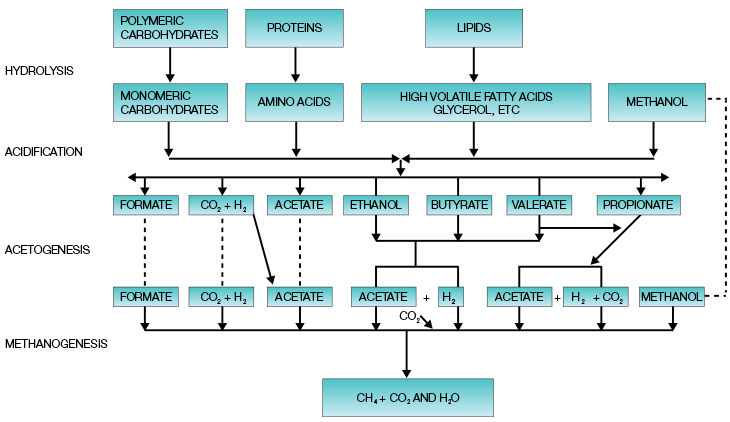 POLYMERIC
CARBOHYDRATES
PROTEINS
LIPIDS
HYDROLYSIS
MONOMERIC
CARBOHYDRATES
AMINO ACIDS
HIGH VOLATILE FATTY ACIDS
GLYCEROL, ETC
METHANOL
ACIDIFICATION
FORMATE
CO₂ + H₂
ACETATE
ETHANOL
BUTYRATE
VALERATE
PROPIONATE
ACETOGENESIS
FORMATE
CO₂ + H₂
ACETATE
ACETATE + H₂
ACETATE + H₂ + CO₂
METHANOL
CO₂
METHANOGENESIS
CH₄ + CO₂ AND H₂O